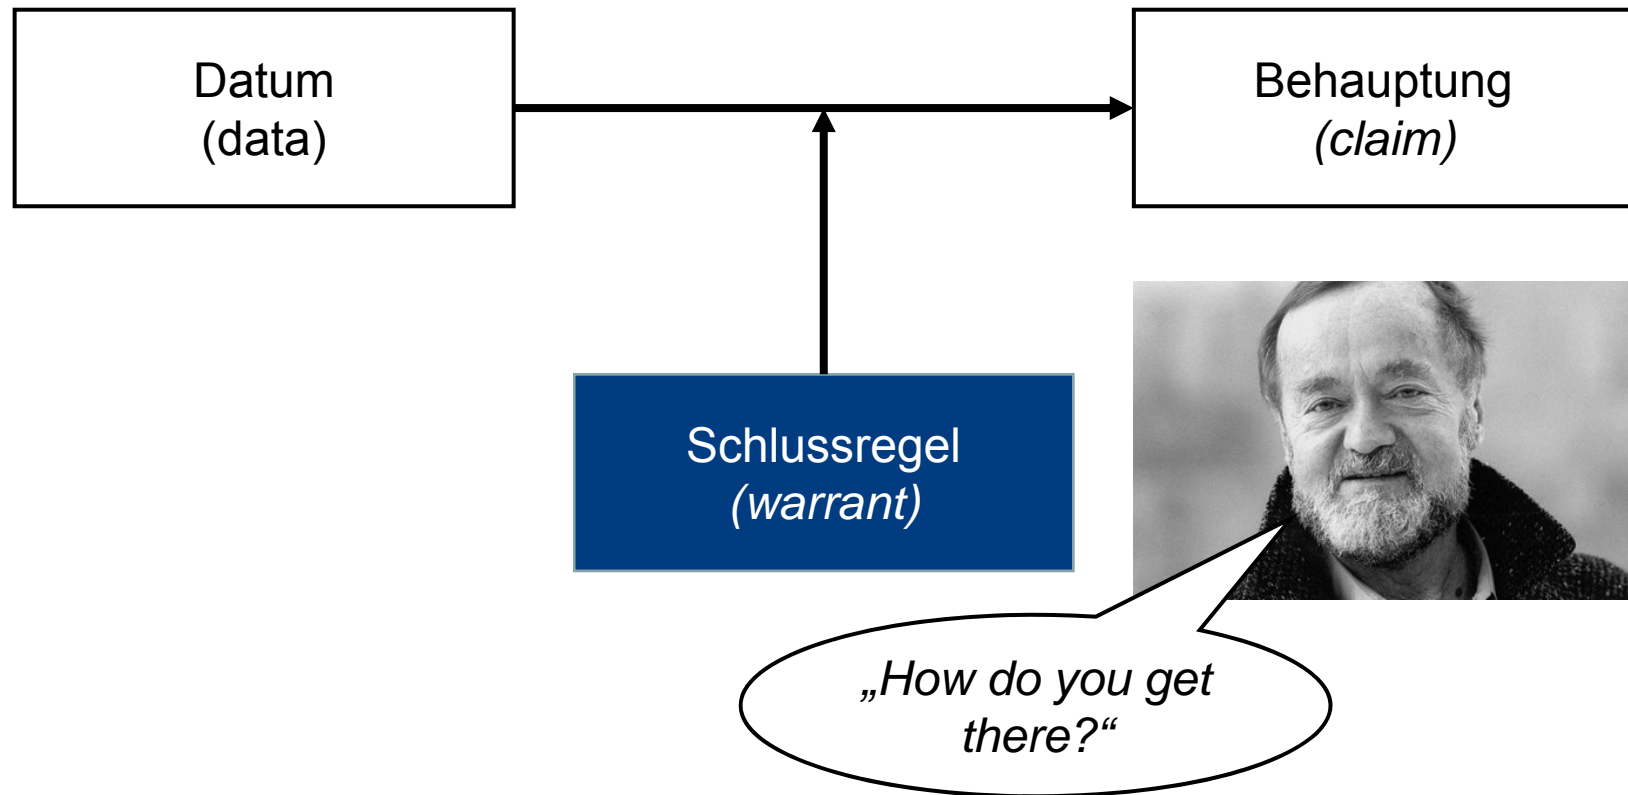 Datum
(data)
Behauptung
(claim)
Schlussregel
(warrant)
„How do you get
there?“